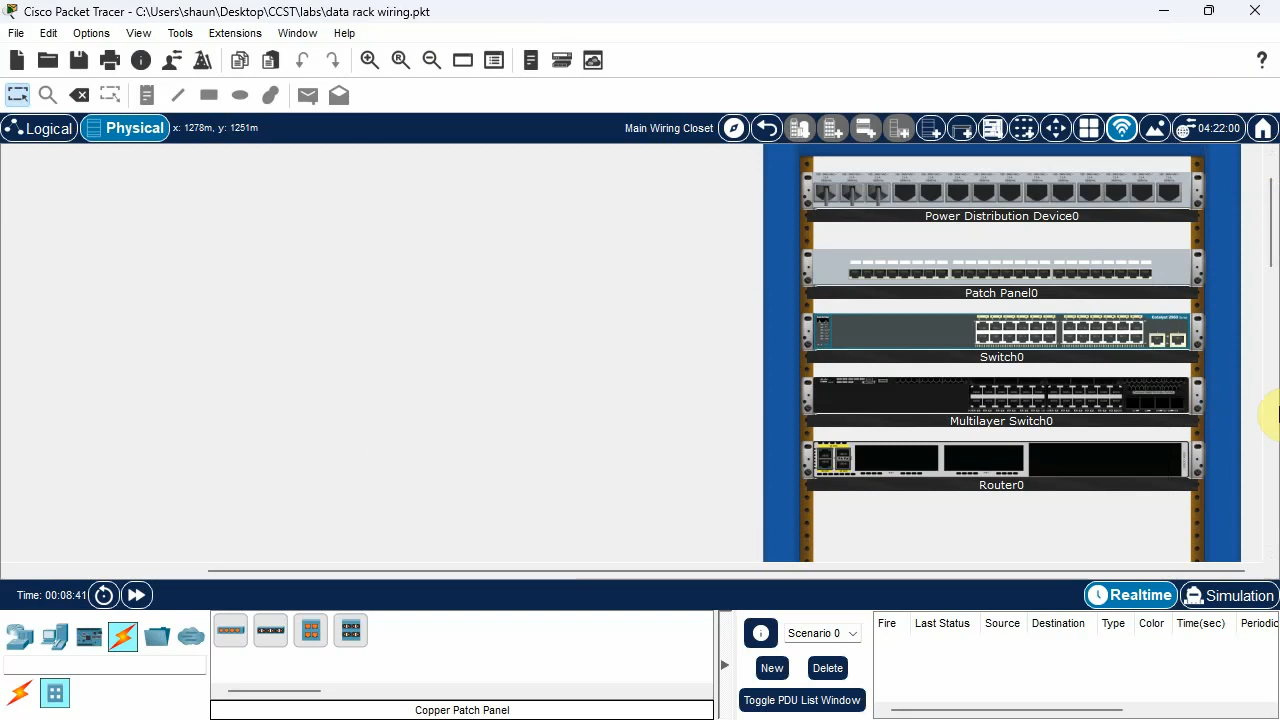 Cisco Packet Tracer - C:\Users\shaun\Desktop\CCST\labs\data rack wiring.pkt
File Edit Options View Tools Extensions Window Help
Logical Physical x: 1278m, y: 1251m Main Wiring Closet 04:22:00
Power Distribution Device0
Patch Panel0
Switch0
Multilayer Switch0
Router0
Time: 00:08:41 Realtime Simulation
Scenario 0
New Delete
Toggle PDU List Window
Fire Last Status Source Destination Type Color Time(sec) Periodic
Copper Patch Panel